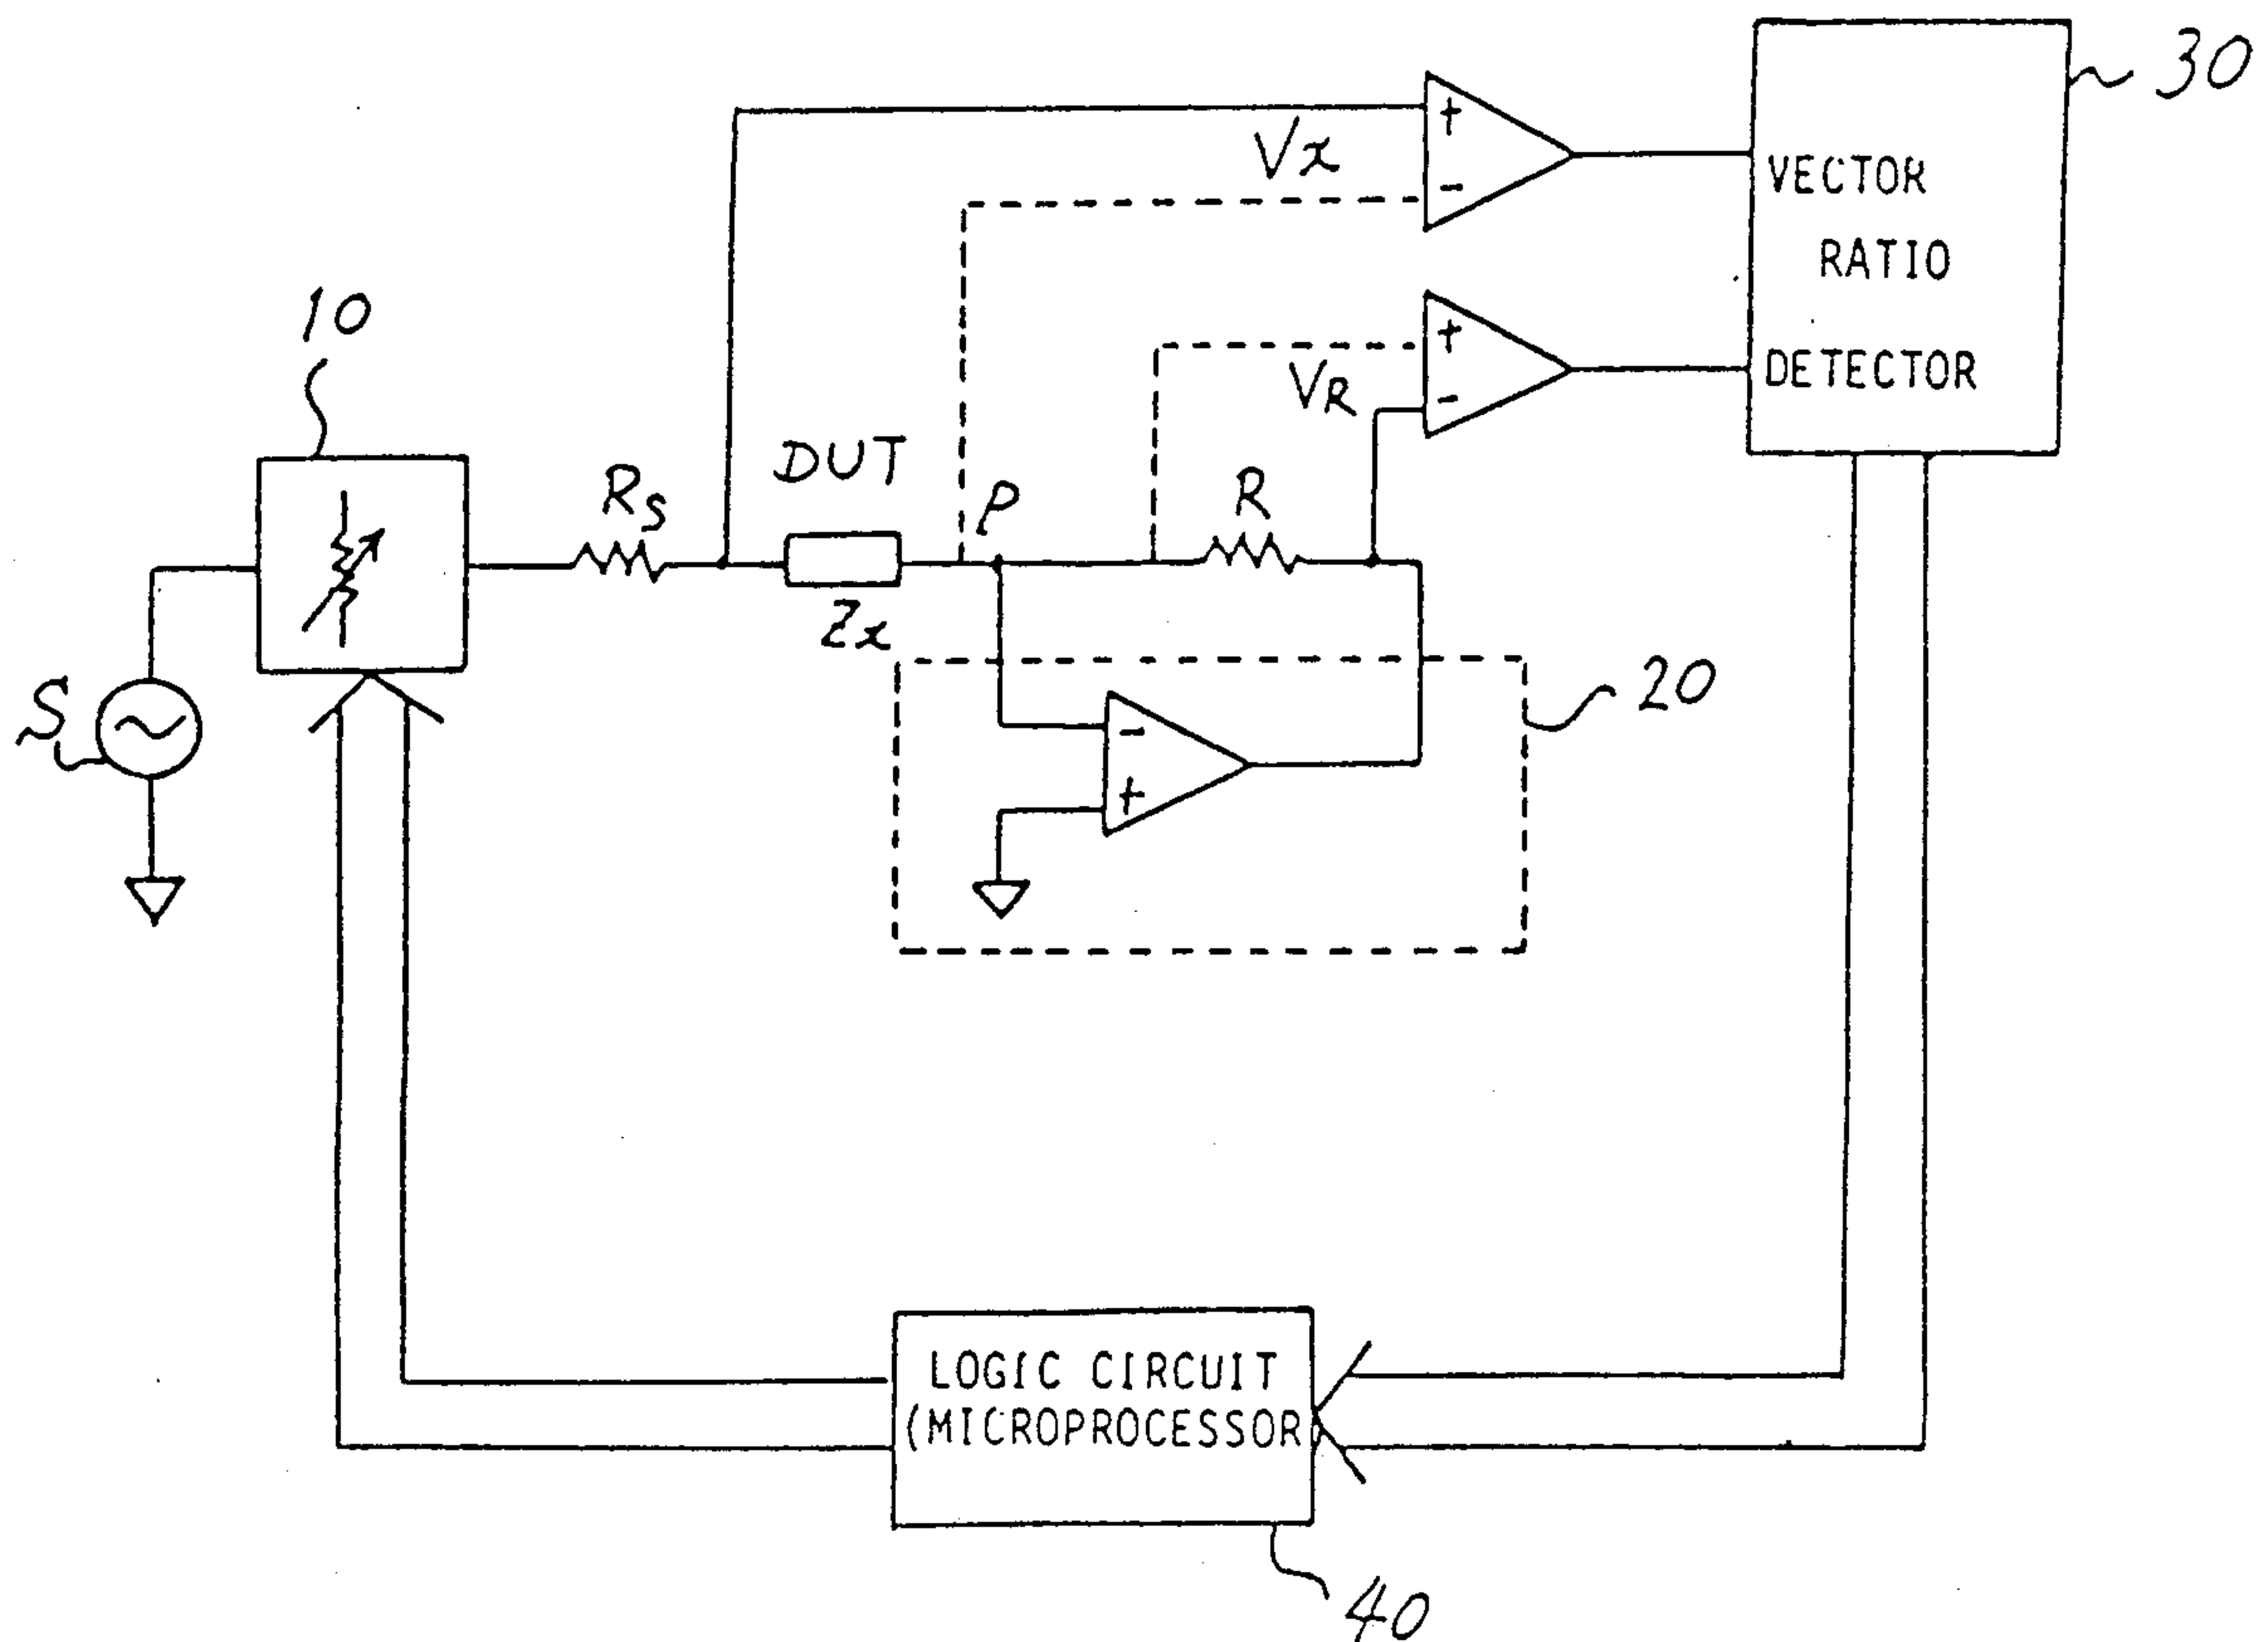 30
+
Vx
-
VECTOR
RATIO
DETECTOR
10
+
VR
-
DUT
Rs
P
R
Zx
S
20
-
+
LOGIC CIRCUIT
(MICROPROCESSOR
40